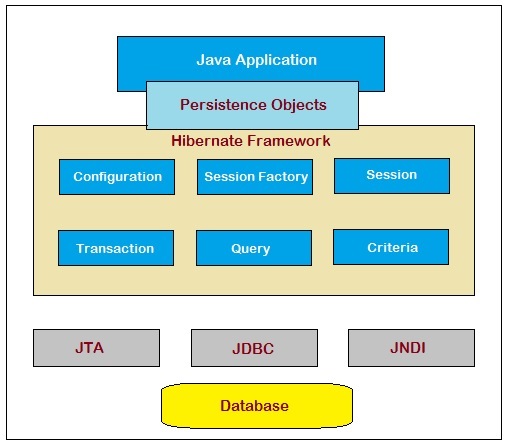 Java Application
Persistence Objects
Hibernate Framework
Configuration
Session Factory
Session
Transaction
Query
Criteria
JTA
JDBC
JNDI
Database